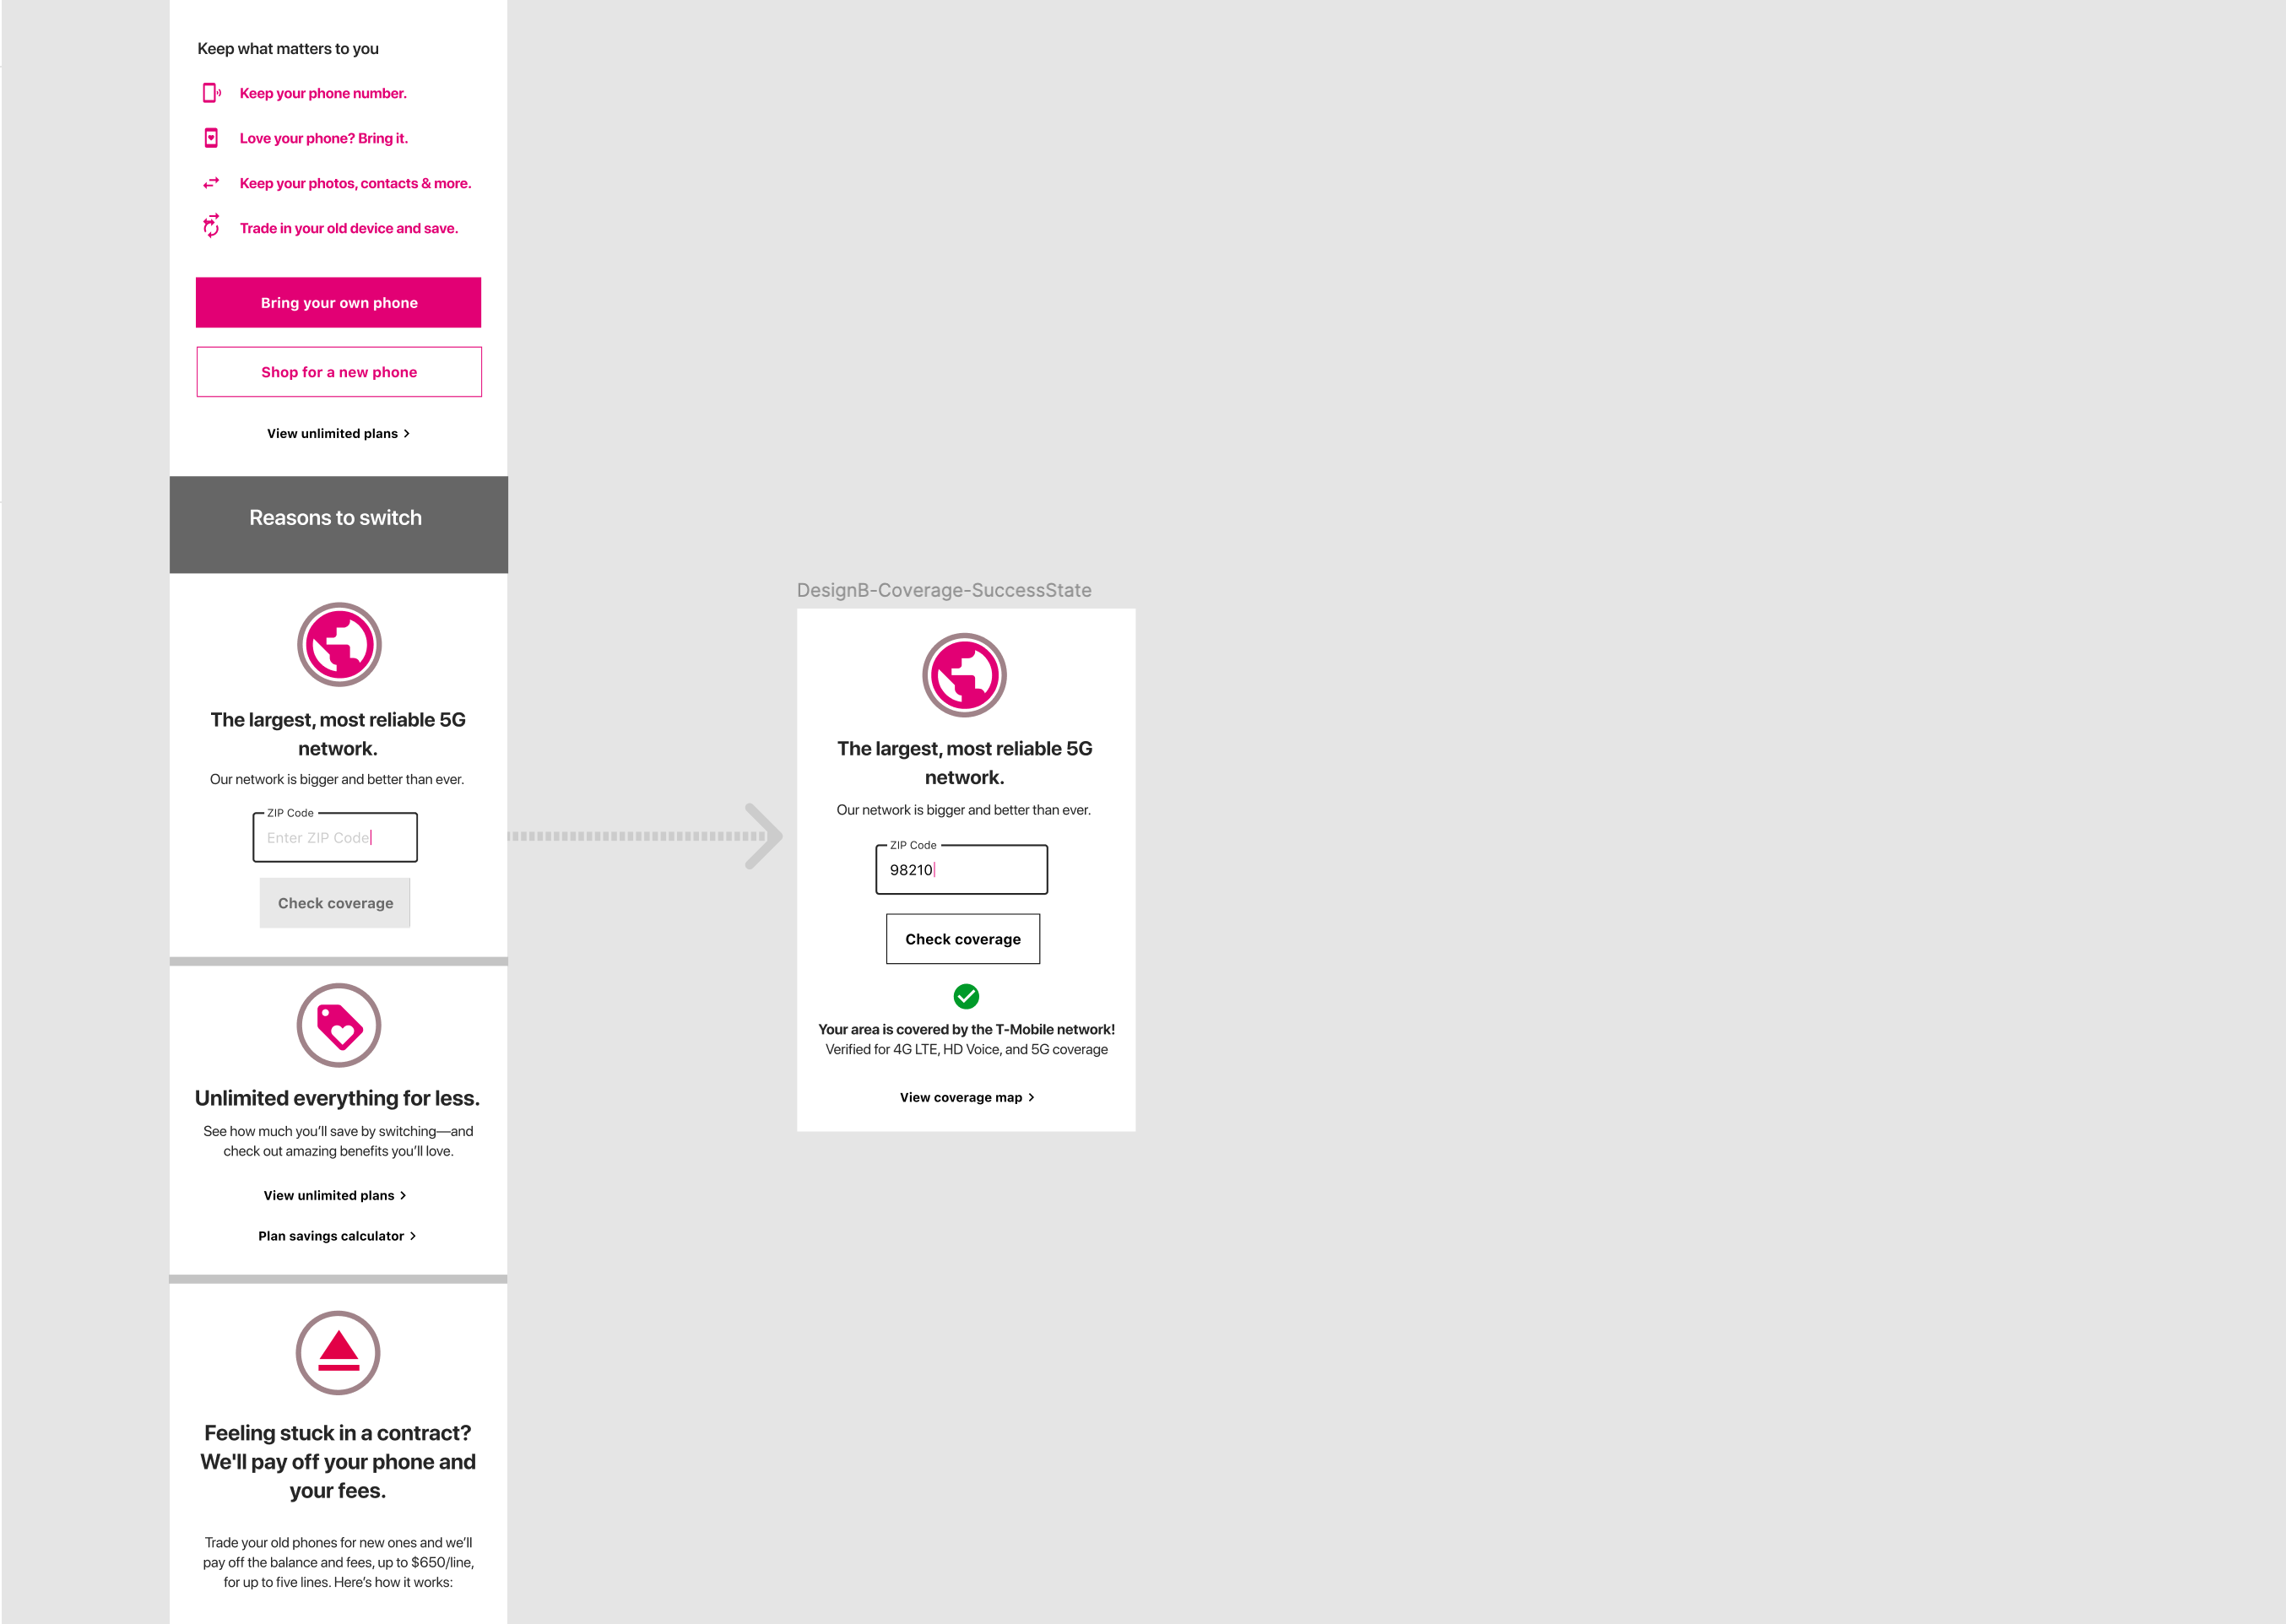 Keep what matters to you
Keep your phone number.
Love your phone? Bring it.
Keep your photos, contacts & more.
Trade in your old device and save.
Bring your own phone
Shop for a new phone
View unlimited plans >
Reasons to switch
The largest, most reliable 5G
network.
Our network is bigger and better than ever.
ZIP Code
Enter ZIP Code
Check coverage
Unlimited everything for less.
See how much you’ll save by switching—and
check out amazing benefits you’ll love.
View unlimited plans >
Plan savings calculator >
Feeling stuck in a contract?
We'll pay off your phone and
your fees.
Trade your old phones for new ones and we’ll
pay off the balance and fees, up to $650/line,
for up to five lines. Here’s how it works:
DesignB-Coverage-SuccessState
The largest, most reliable 5G
network.
Our network is bigger and better than ever.
ZIP Code
98210
Check coverage
Your area is covered by the T-Mobile network!
Verified for 4G LTE, HD Voice, and 5G coverage
View coverage map >